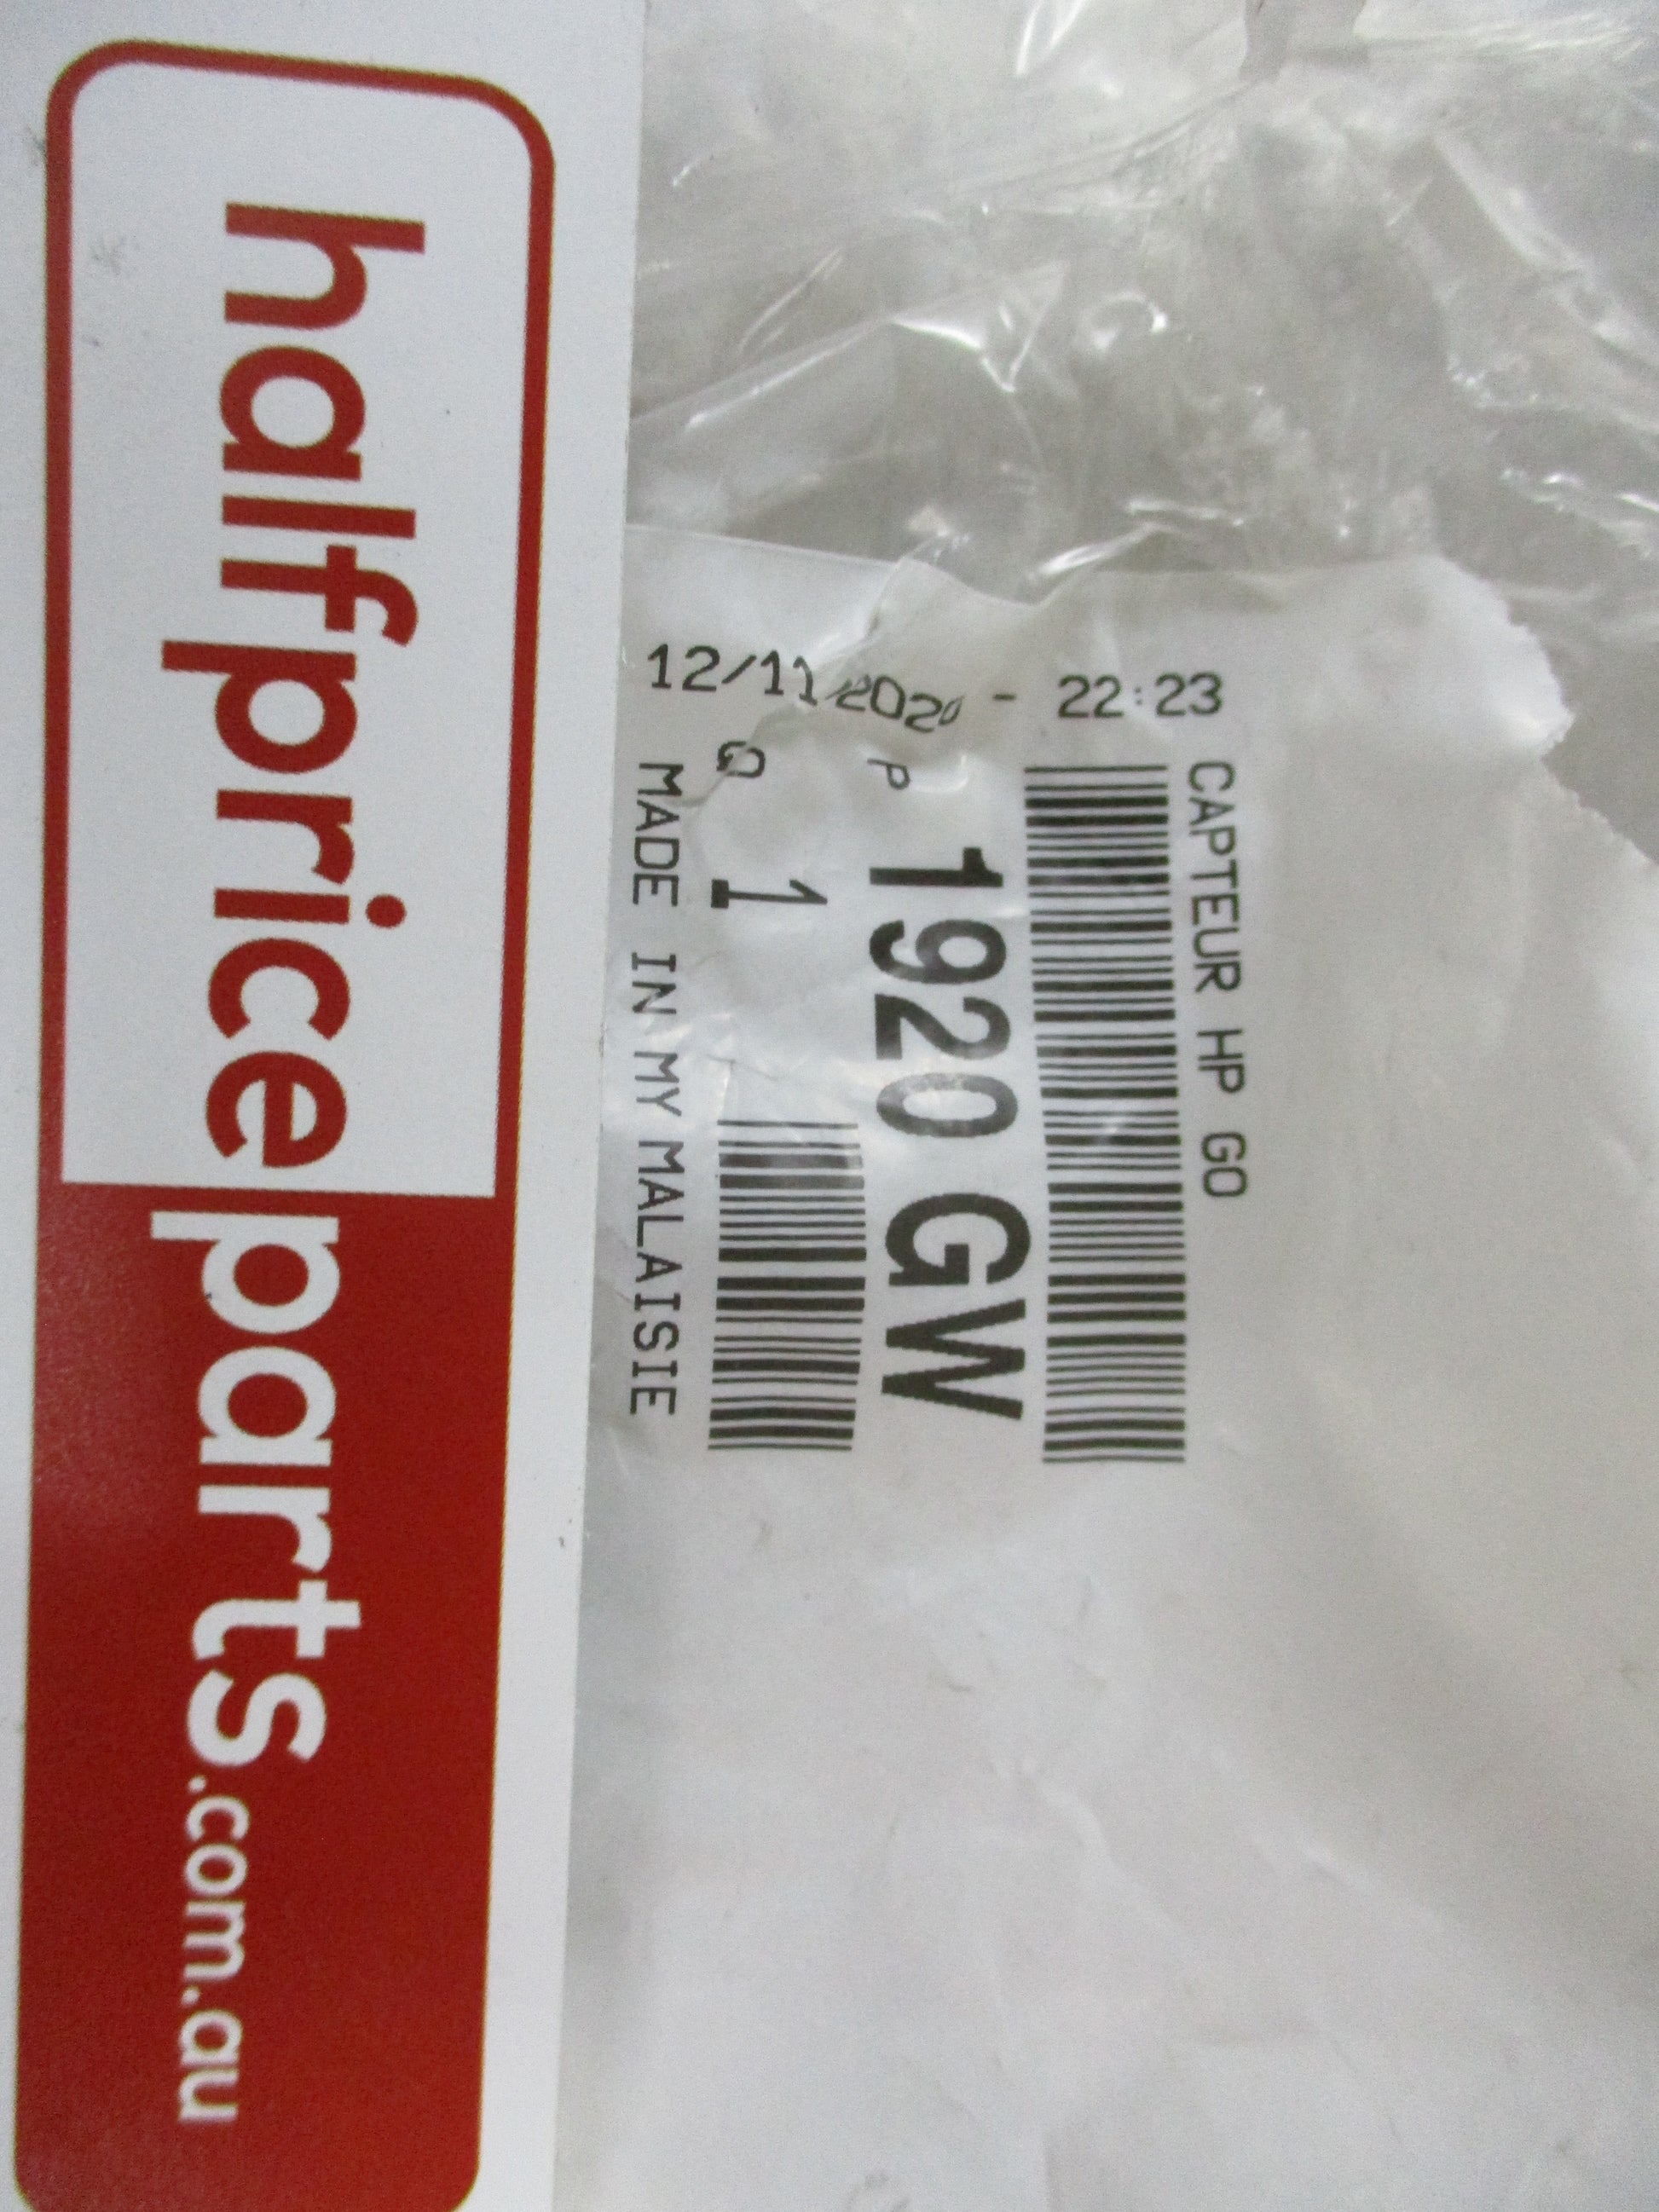 halfpriceparts.com.au
CAPTEUR HP GO
P 1920 GW
Q 1
MADE IN MY MALAISIE
12/11/2020 - 22:23